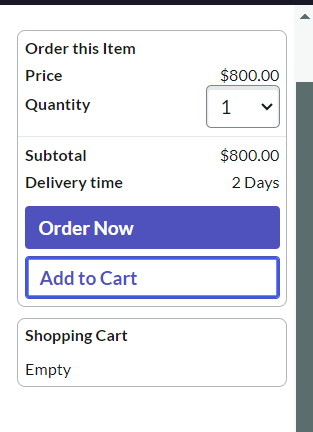 Order this Item
Price $800.00
Quantity 1
Subtotal $800.00
Delivery time 2 Days
Order Now
Add to Cart
Shopping Cart
Empty